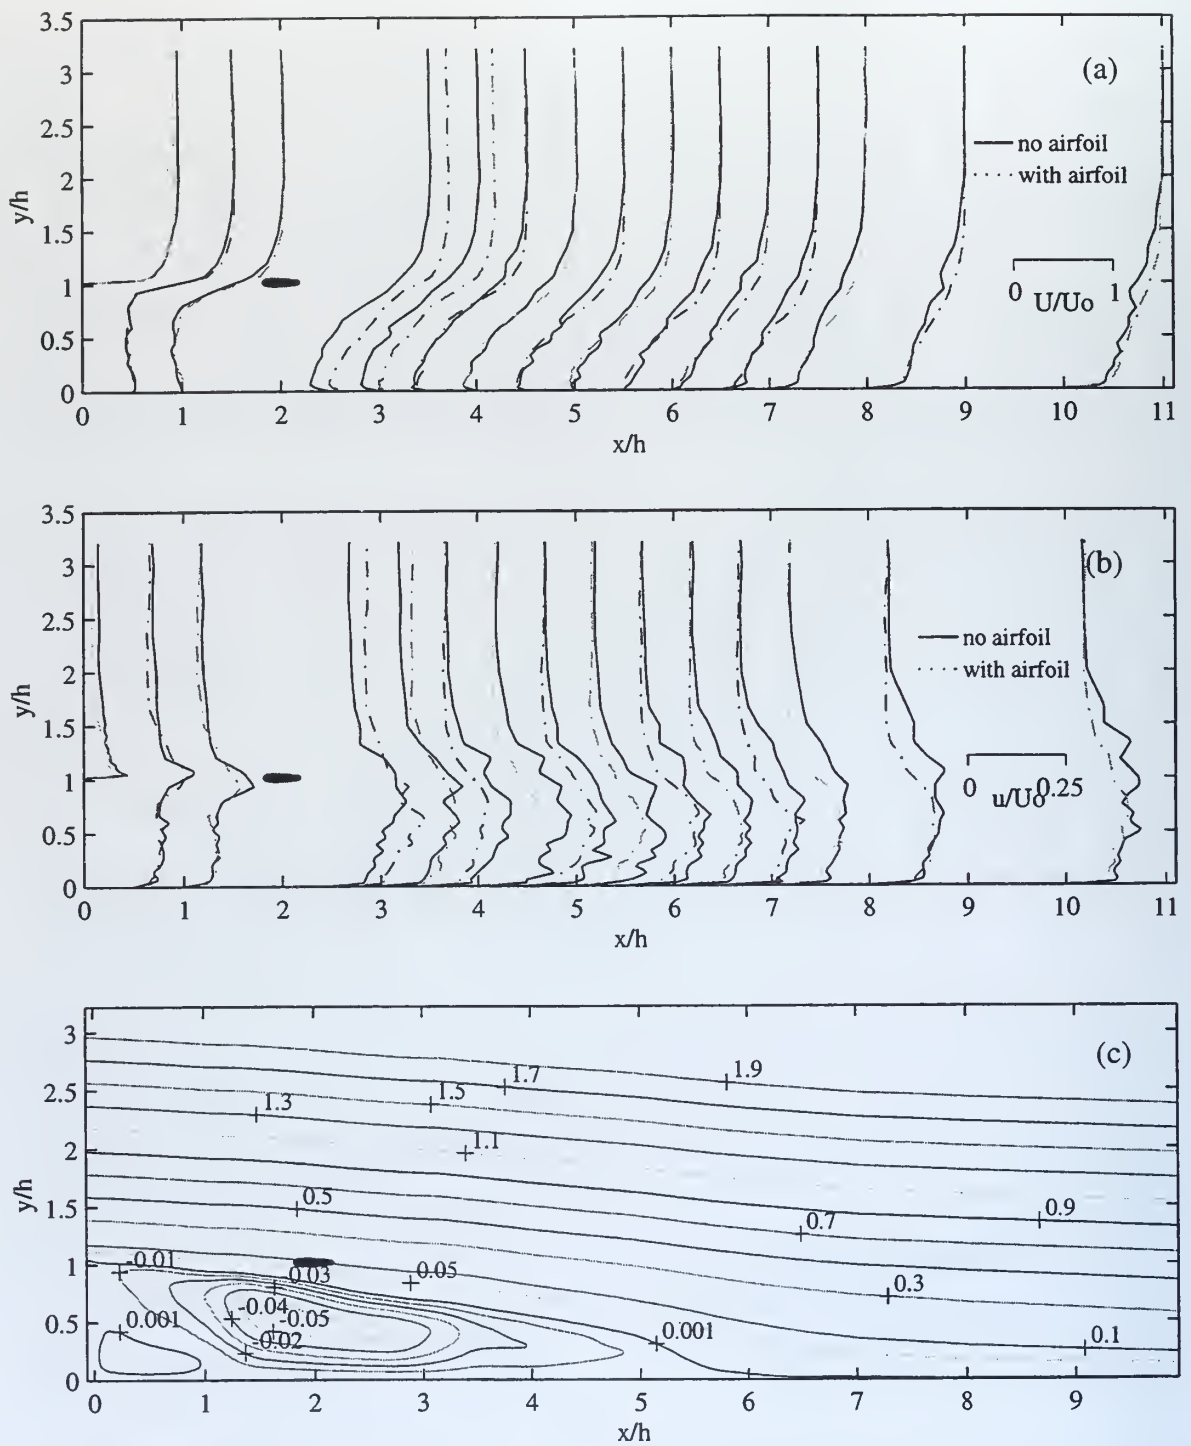 3.5
(a)
3
2.5
no airfoil
2
with airfoil
y/h
1.5
1
0 U/Uo 1
0.5
0
0 1 2 3 4 5 6 7 8 9 10 11
x/h
3.5
(b)
3
2.5
no airfoil
2
with airfoil
y/h
1.5
1
0 u/Uo 0.25
0.5
0
0 1 2 3 4 5 6 7 8 9 10 11
x/h
(c)
3
1.9
1.7
2.5
1.5
1.3
1.1
2
y/h
1.5
0.5
0.9
0.7
1
-0.01
-0.03
0.05
0.3
-0.04
0.5
0.001
-0.05
0.001
0.1
-0.02
0
0 1 2 3 4 5 6 7 8 9
x/h